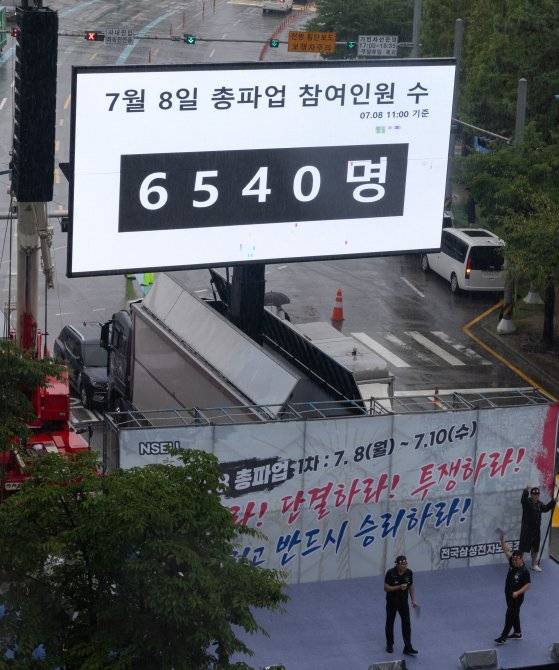 7월 8일 총파업 참여인원 수
07.08 11:00 기준
6540 명
총파업 1차 : 7. 8(월) ~ 7.10(수)
라! 단결하라! 투쟁하라!
반드시 승리하라!
전국삼성전자노